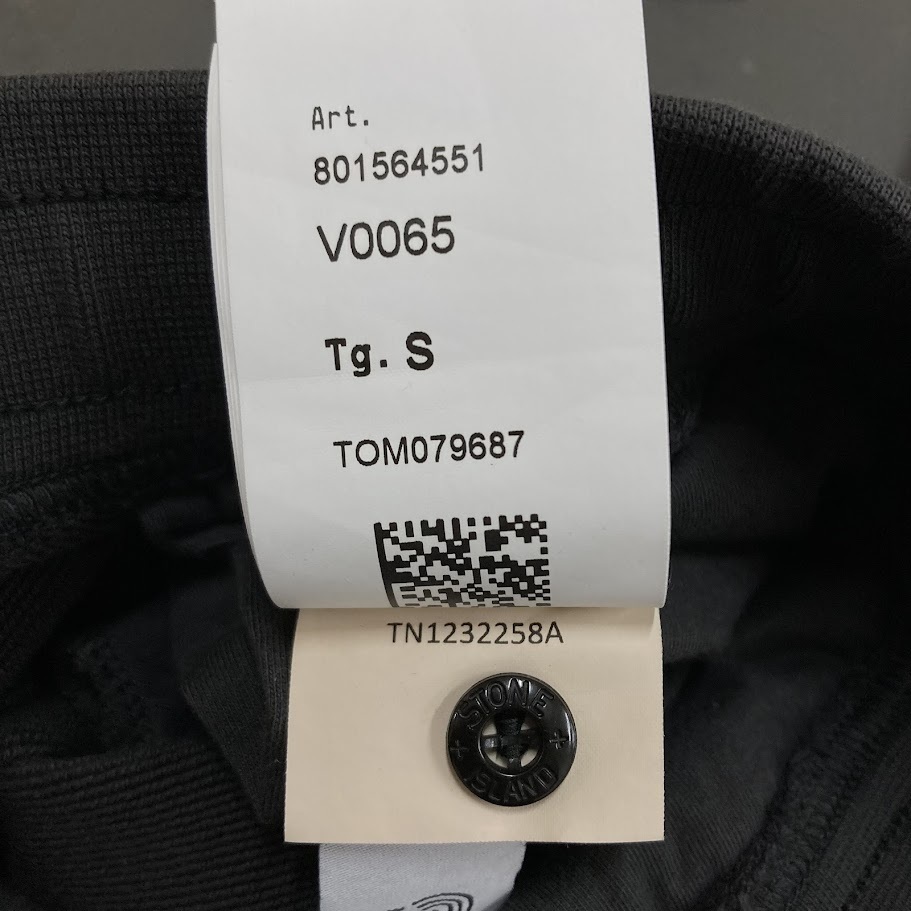 Art.
801564551
V0065
Tg. S
TOM079687
TN1232258A
STONE
ISLAND